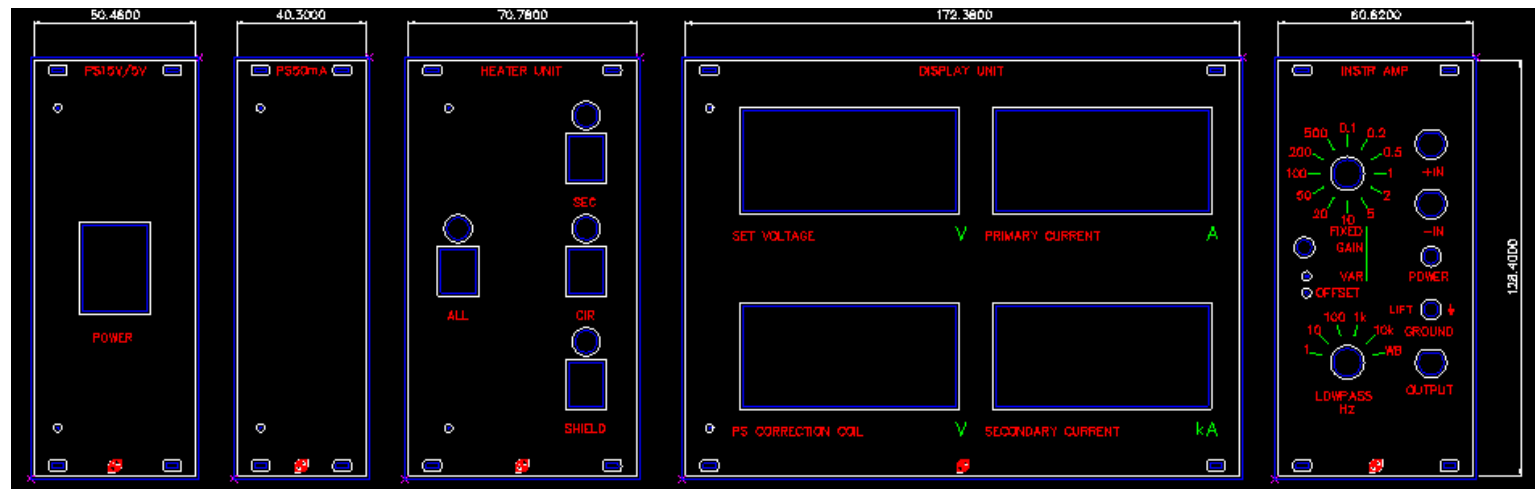 50.4800
40.3000
70.7800
172.3800
60.6200
PS15V/5V
PS50mA
HEATER UNIT
DISPLAY UNIT
INSTR AMP
128.4000
POWER
SEC
ALL
CIR
SHIELD
SET VOLTAGE V
PRIMARY CURRENT A
PS CORRECTION COIL V
SECONDARY CURRENT kA
500 0.1 0.2
200 0.5
100 1
50 2
20 10 5
+IN
-IN
FIXED
GAIN
VAR
OFFSET
POWER
LIFT
GROUND
100 1k
10 10k
1 WB
LOWPASS
Hz
OUTPUT